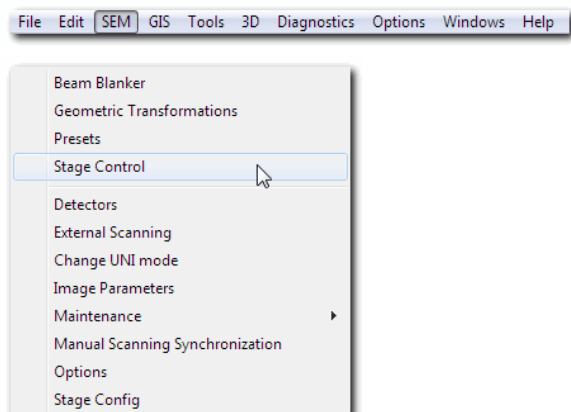 File Edit SEM GIS Tools 3D Diagnostics Options Windows Help
Beam Blanker
Geometric Transformations
Presets
Stage Control
Detectors
External Scanning
Change UNI mode
Image Parameters
Maintenance
Manual Scanning Synchronization
Options
Stage Config